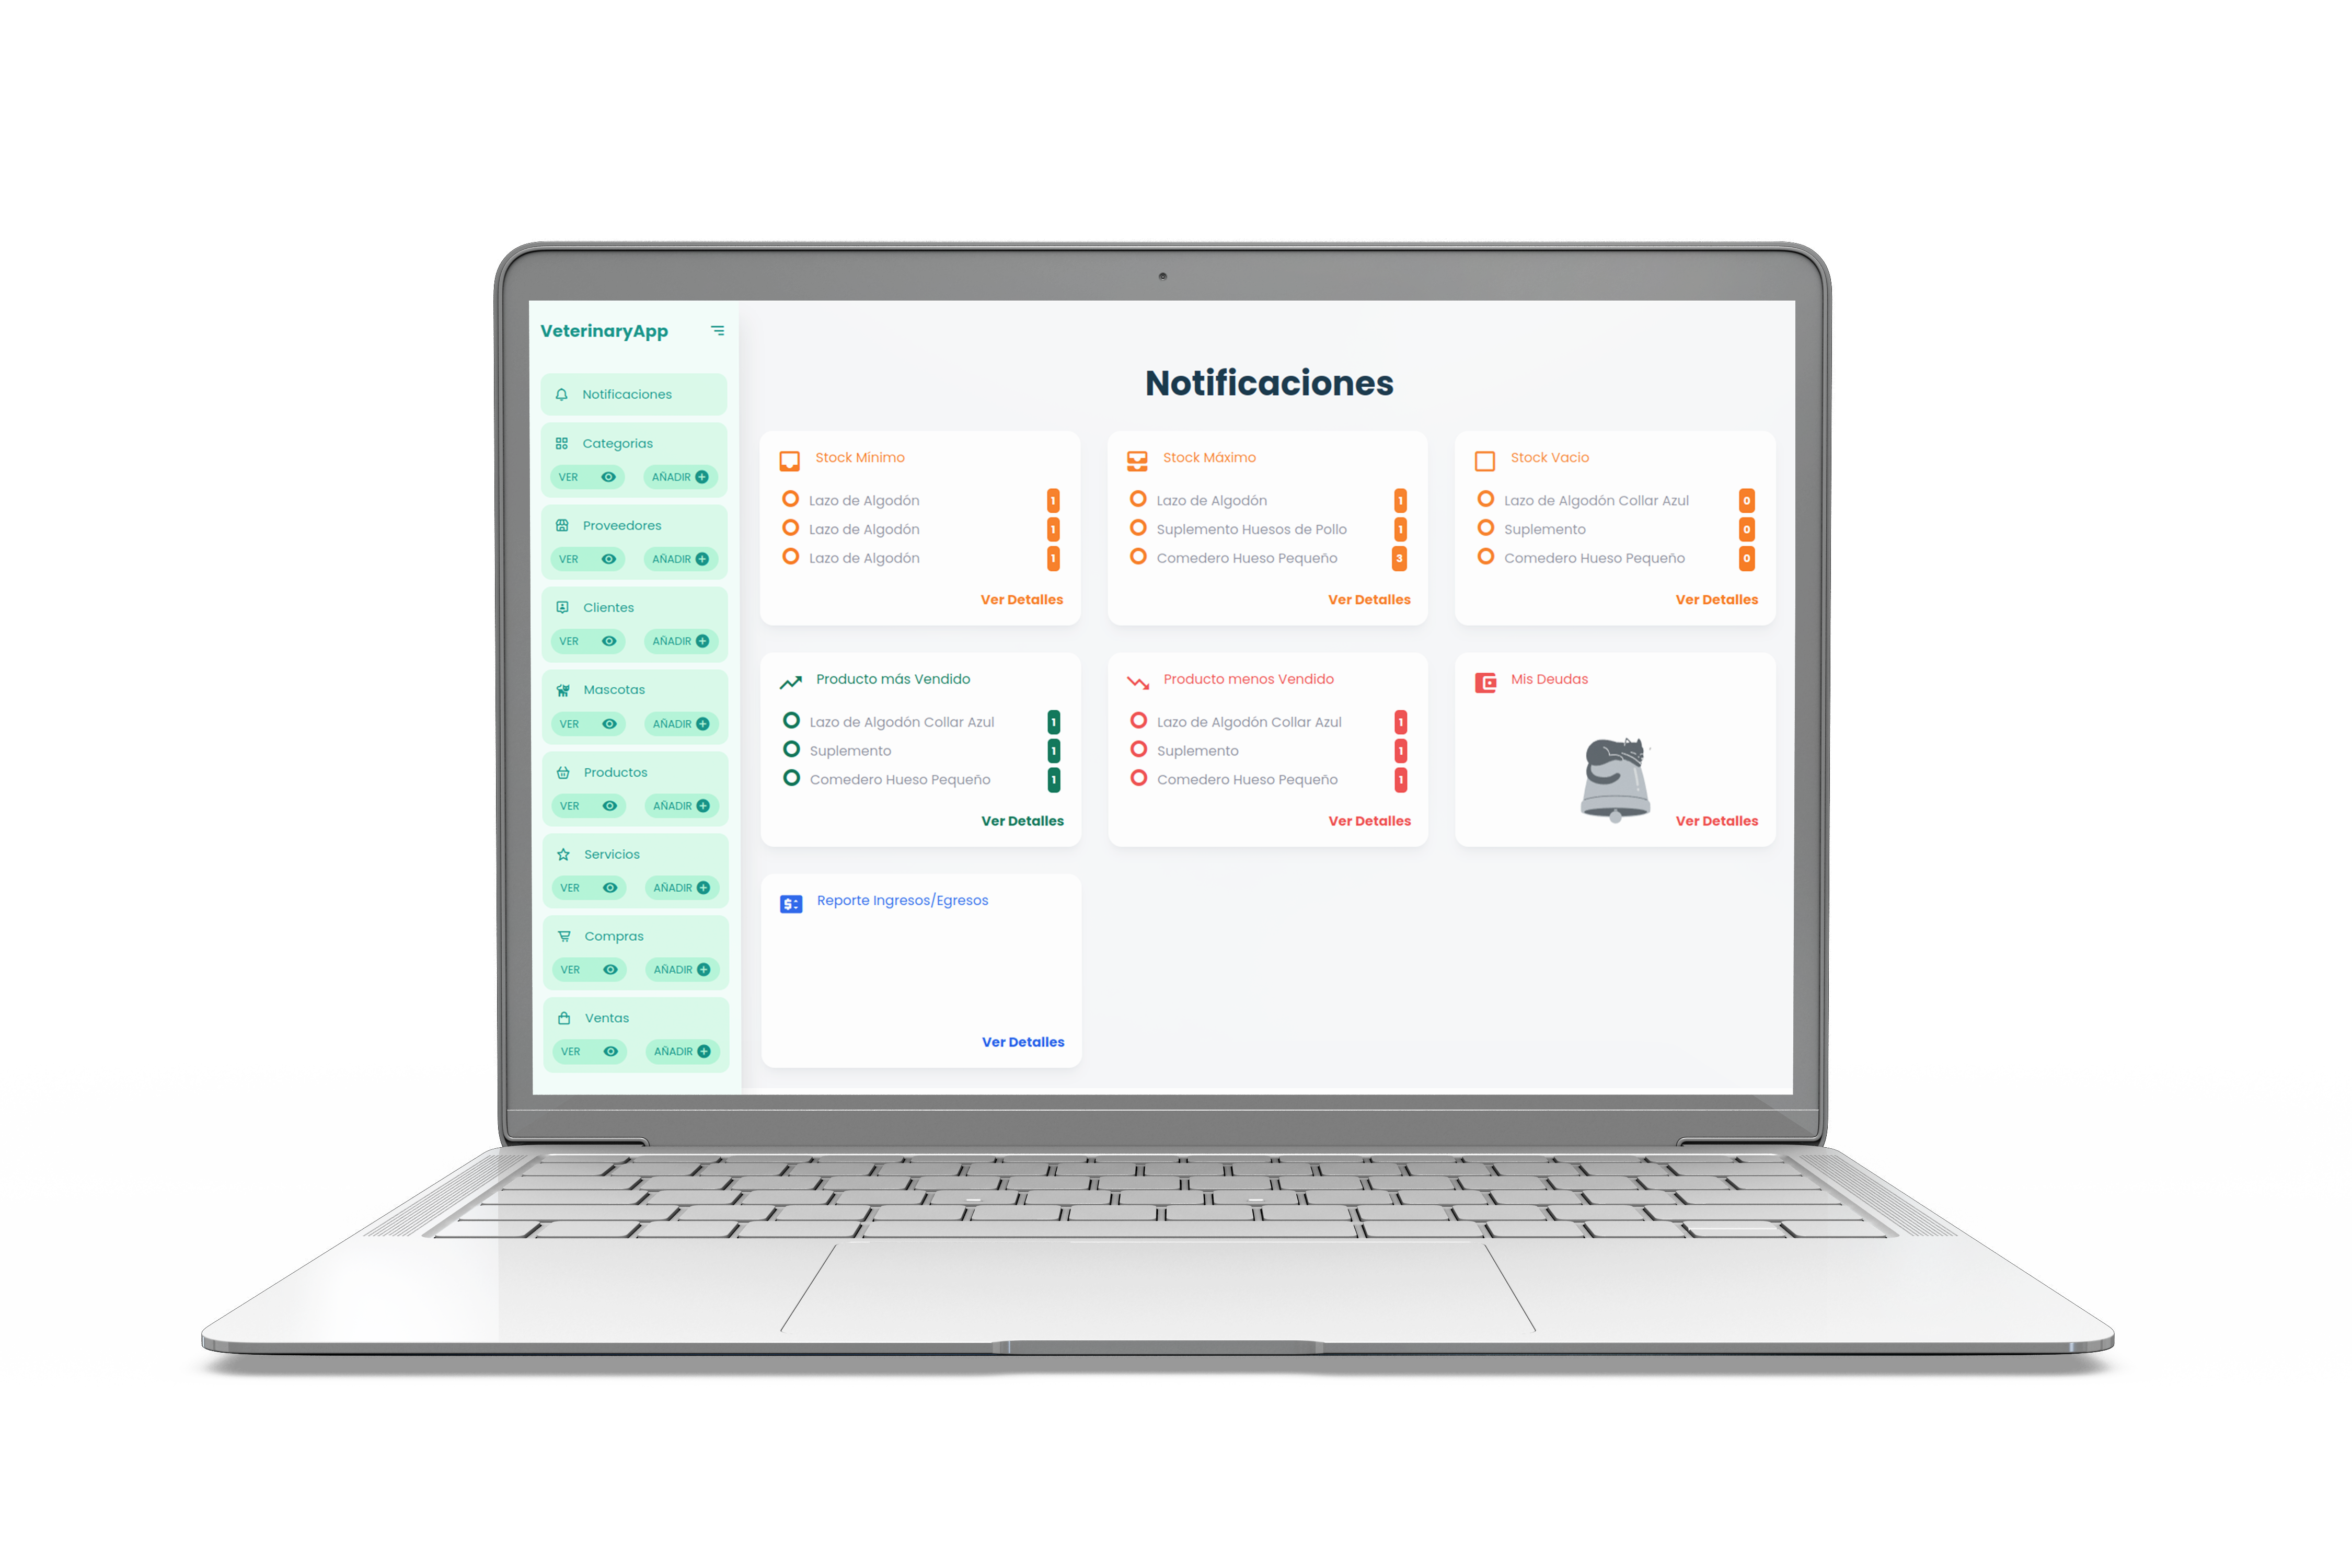 VeterinaryApp
Notificaciones
Categorias
VER AÑADIR
Proveedores
VER AÑADIR
Clientes
VER AÑADIR
Mascotas
VER AÑADIR
Productos
VER AÑADIR
Servicios
VER AÑADIR
Compras
VER AÑADIR
Ventas
VER AÑADIR
Notificaciones
Stock Mínimo
Lazo de Algodón 1
Lazo de Algodón 1
Lazo de Algodón 1
Ver Detalles
Stock Máximo
Lazo de Algodón 1
Suplemento Huesos de Pollo 1
Comedero Hueso Pequeño 3
Ver Detalles
Stock Vacio
Lazo de Algodón Collar Azul 0
Suplemento 0
Comedero Hueso Pequeño 0
Ver Detalles
Producto más Vendido
Lazo de Algodón Collar Azul 1
Suplemento 1
Comedero Hueso Pequeño 1
Ver Detalles
Producto menos Vendido
Lazo de Algodón Collar Azul 1
Suplemento 1
Comedero Hueso Pequeño 1
Ver Detalles
Mis Deudas
Ver Detalles
Reporte Ingresos/Egresos
Ver Detalles